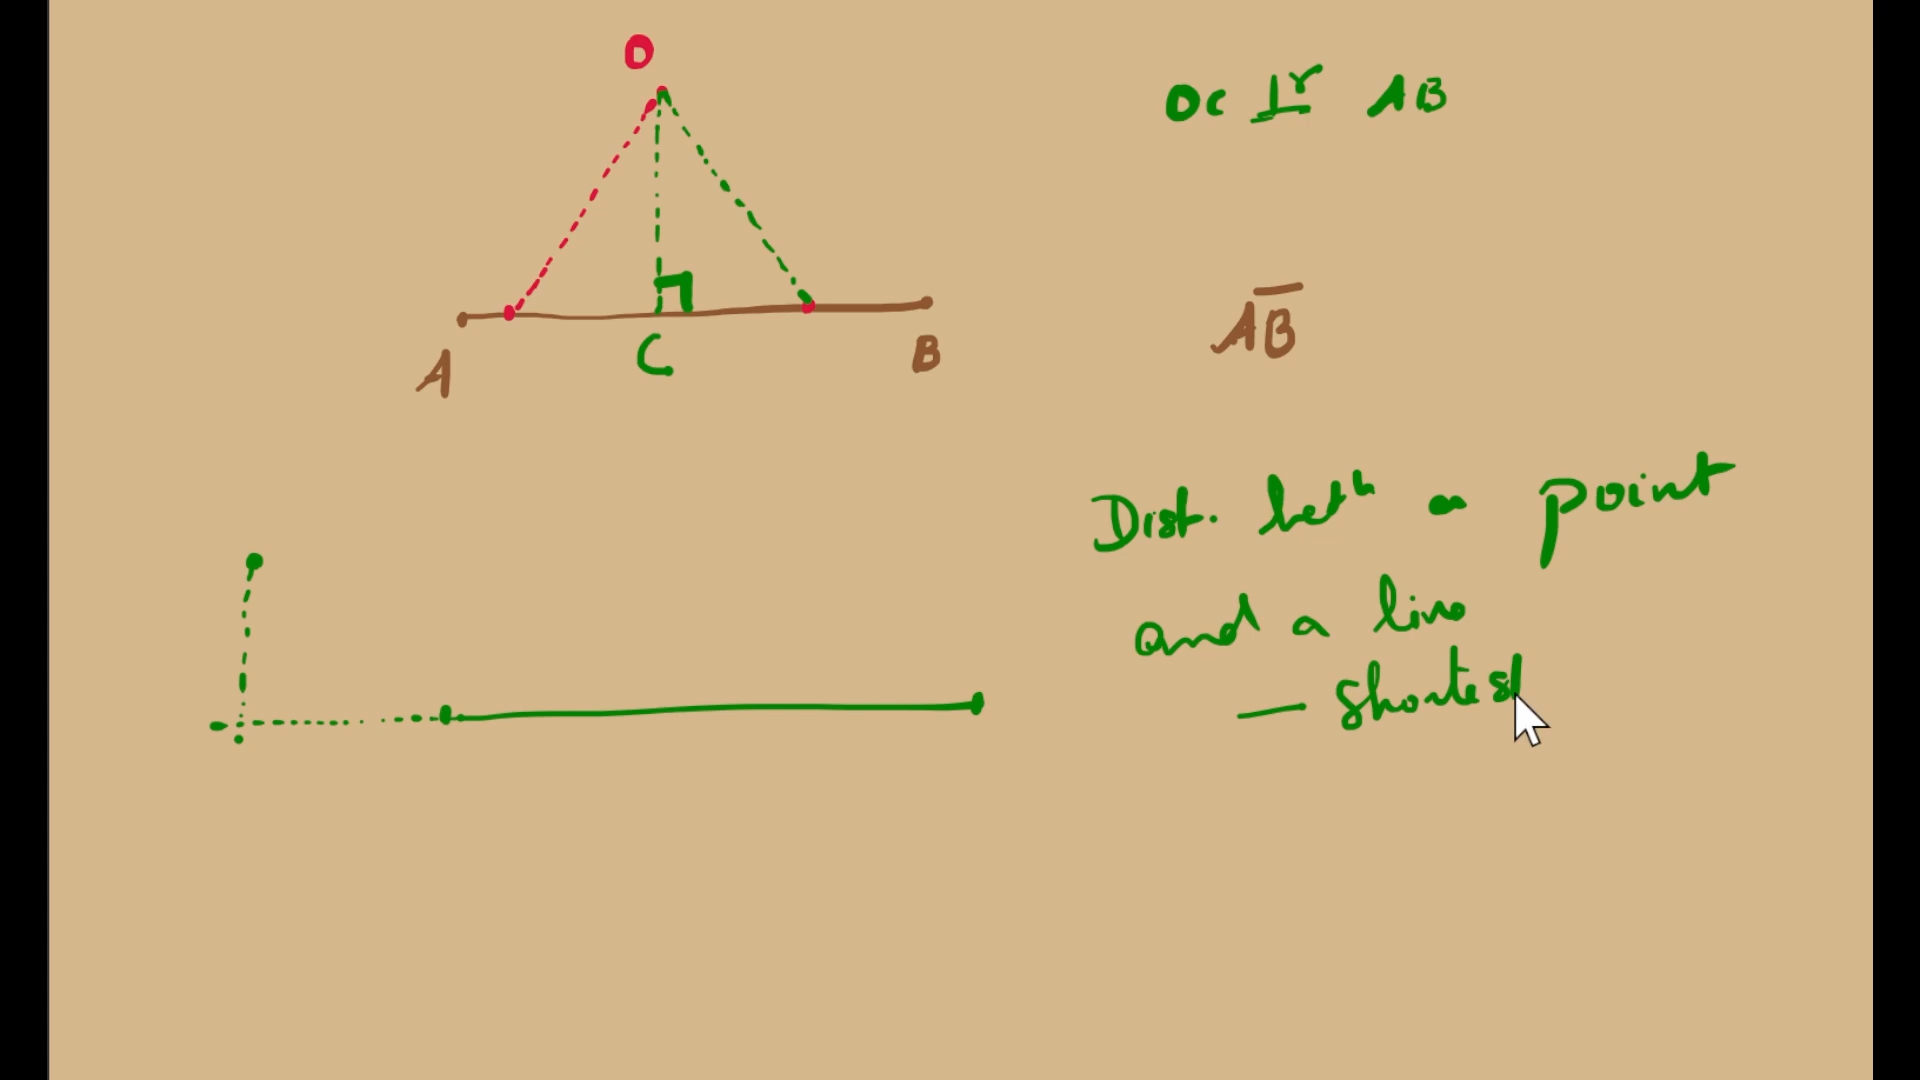 O
OC ⊥r AB
AB
A C B
Dist. betn a point
and a line
— Shortest